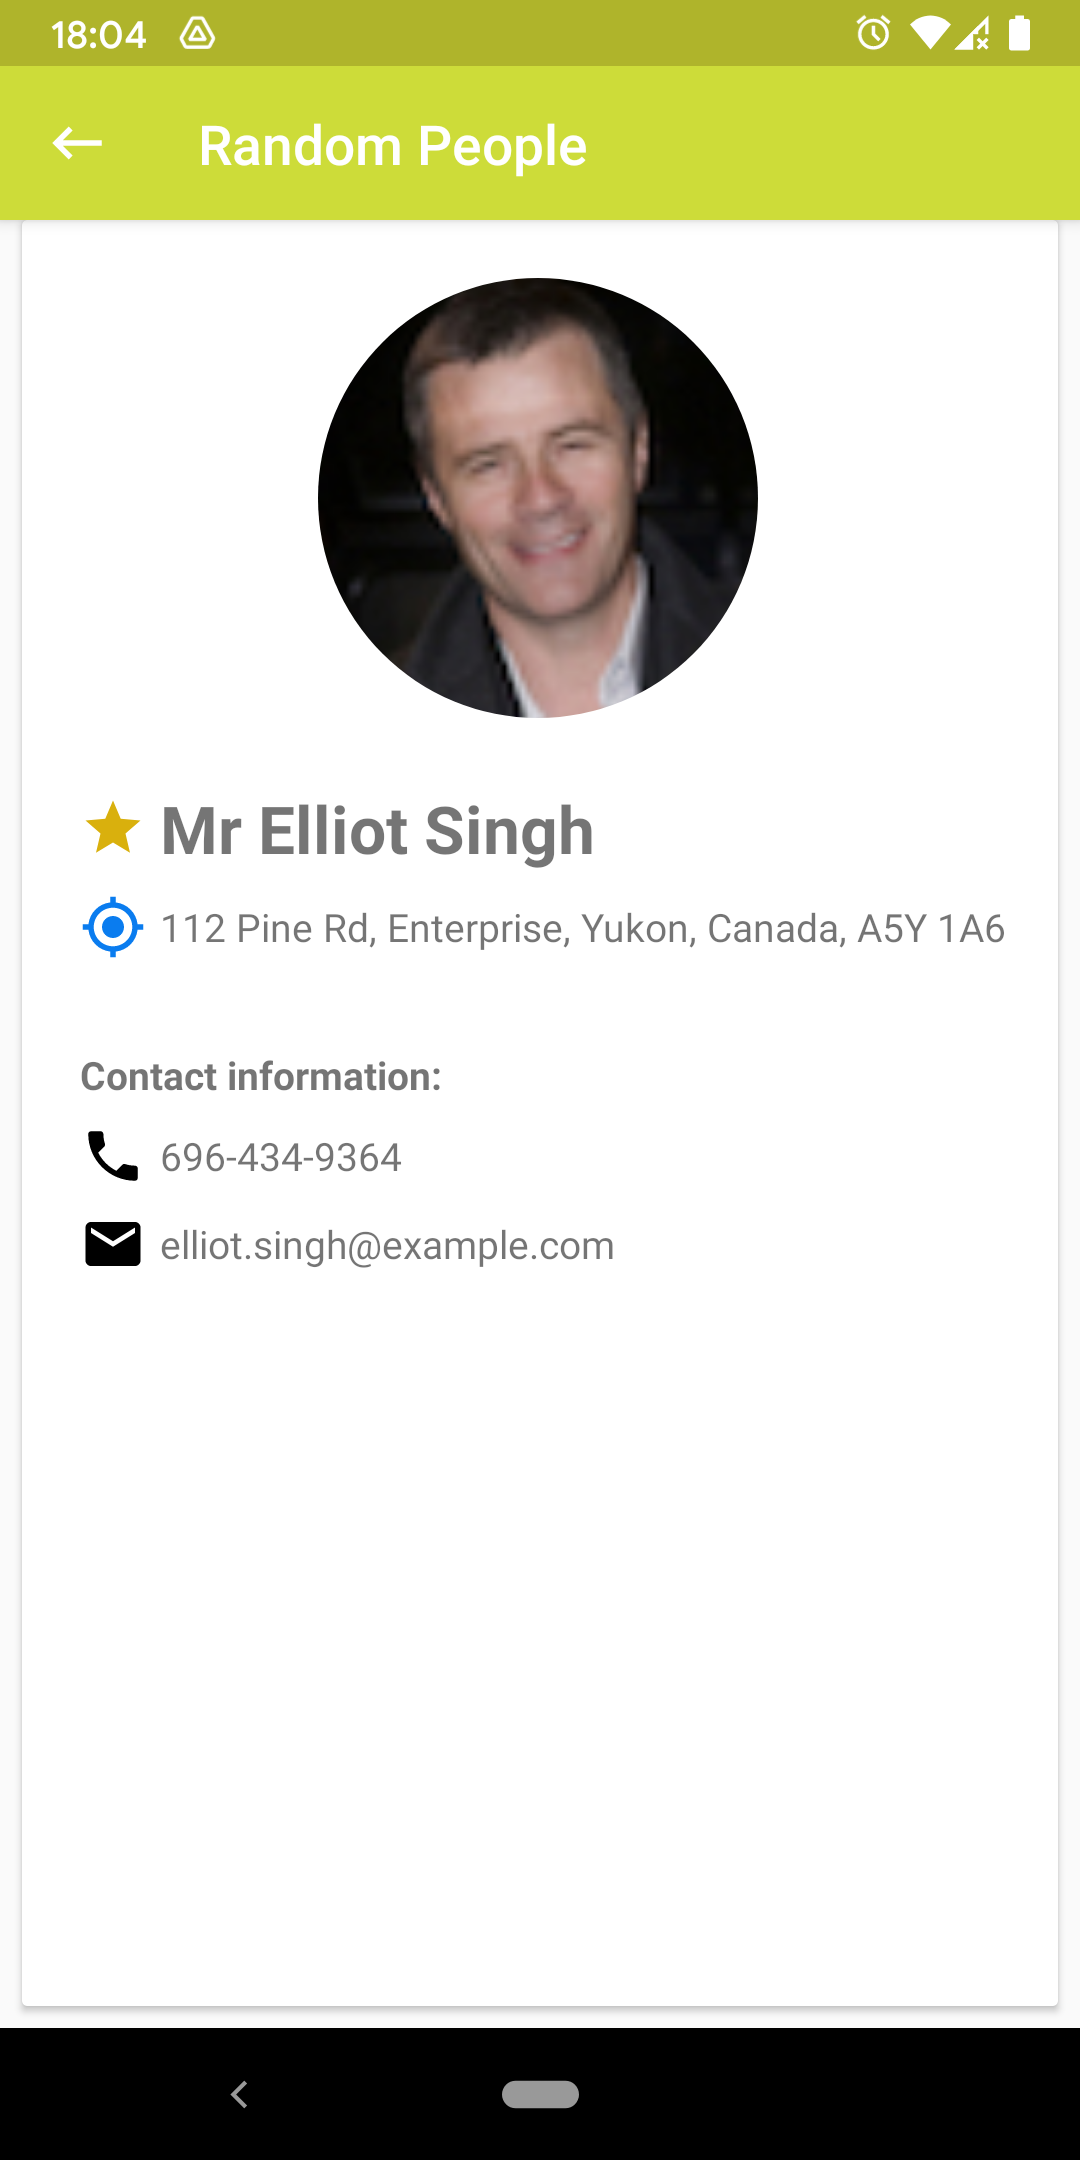 18:04
Random People
Mr Elliot Singh
112 Pine Rd, Enterprise, Yukon, Canada, A5Y 1A6
Contact information:
696-434-9364
elliot.singh@example.com